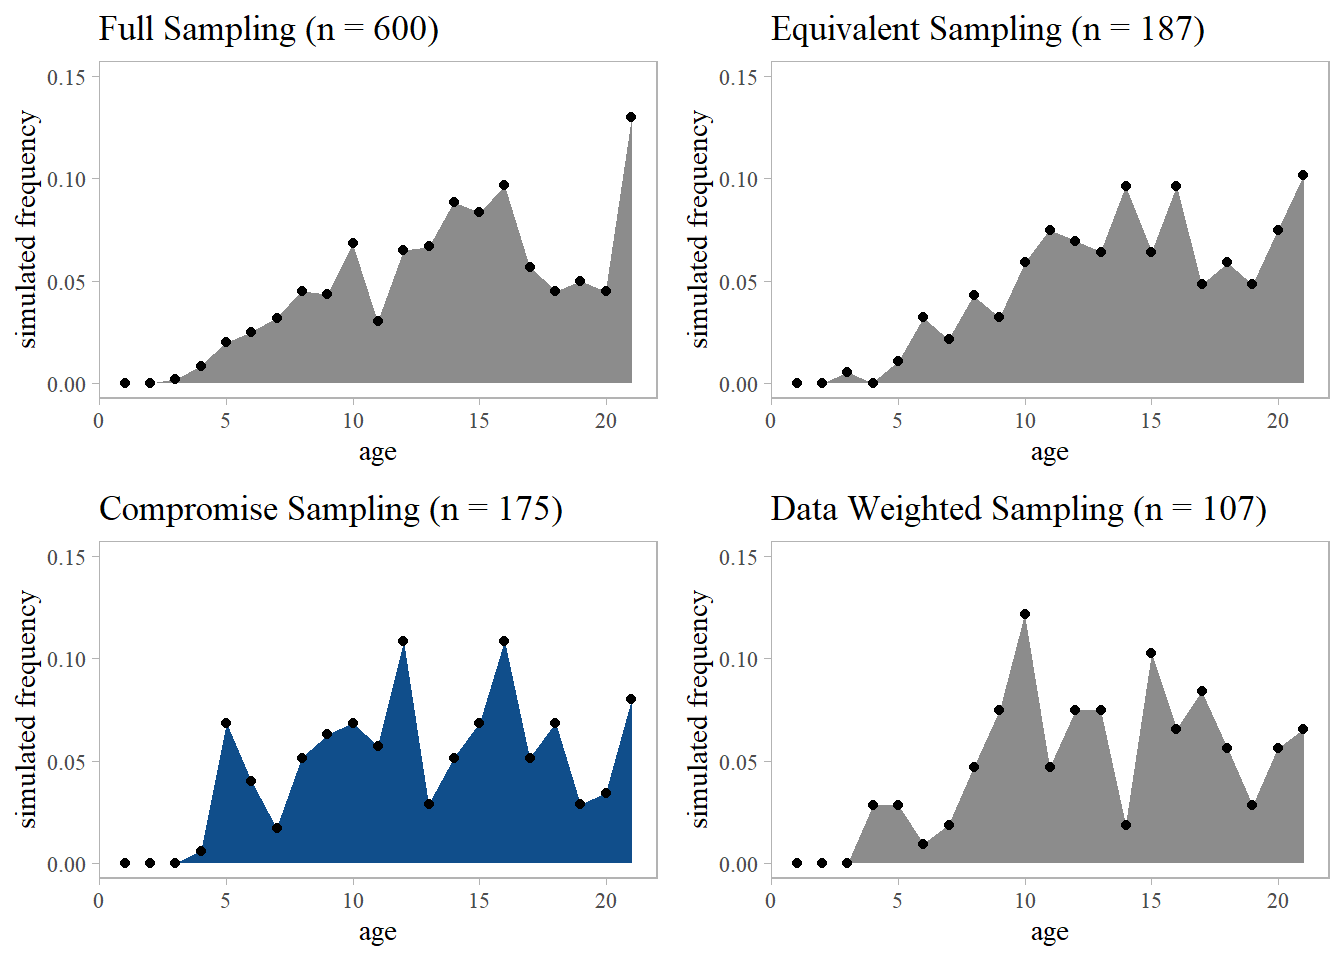 Full Sampling (n = 600)
simulated frequency
0.15
0.10
0.05
0.00
0 5 10 15 20
age
Equivalent Sampling (n = 187)
simulated frequency
0.15
0.10
0.05
0.00
0 5 10 15 20
age
Compromise Sampling (n = 175)
simulated frequency
0.15
0.10
0.05
0.00
0 5 10 15 20
age
Data Weighted Sampling (n = 107)
simulated frequency
0.15
0.10
0.05
0.00
0 5 10 15 20
age